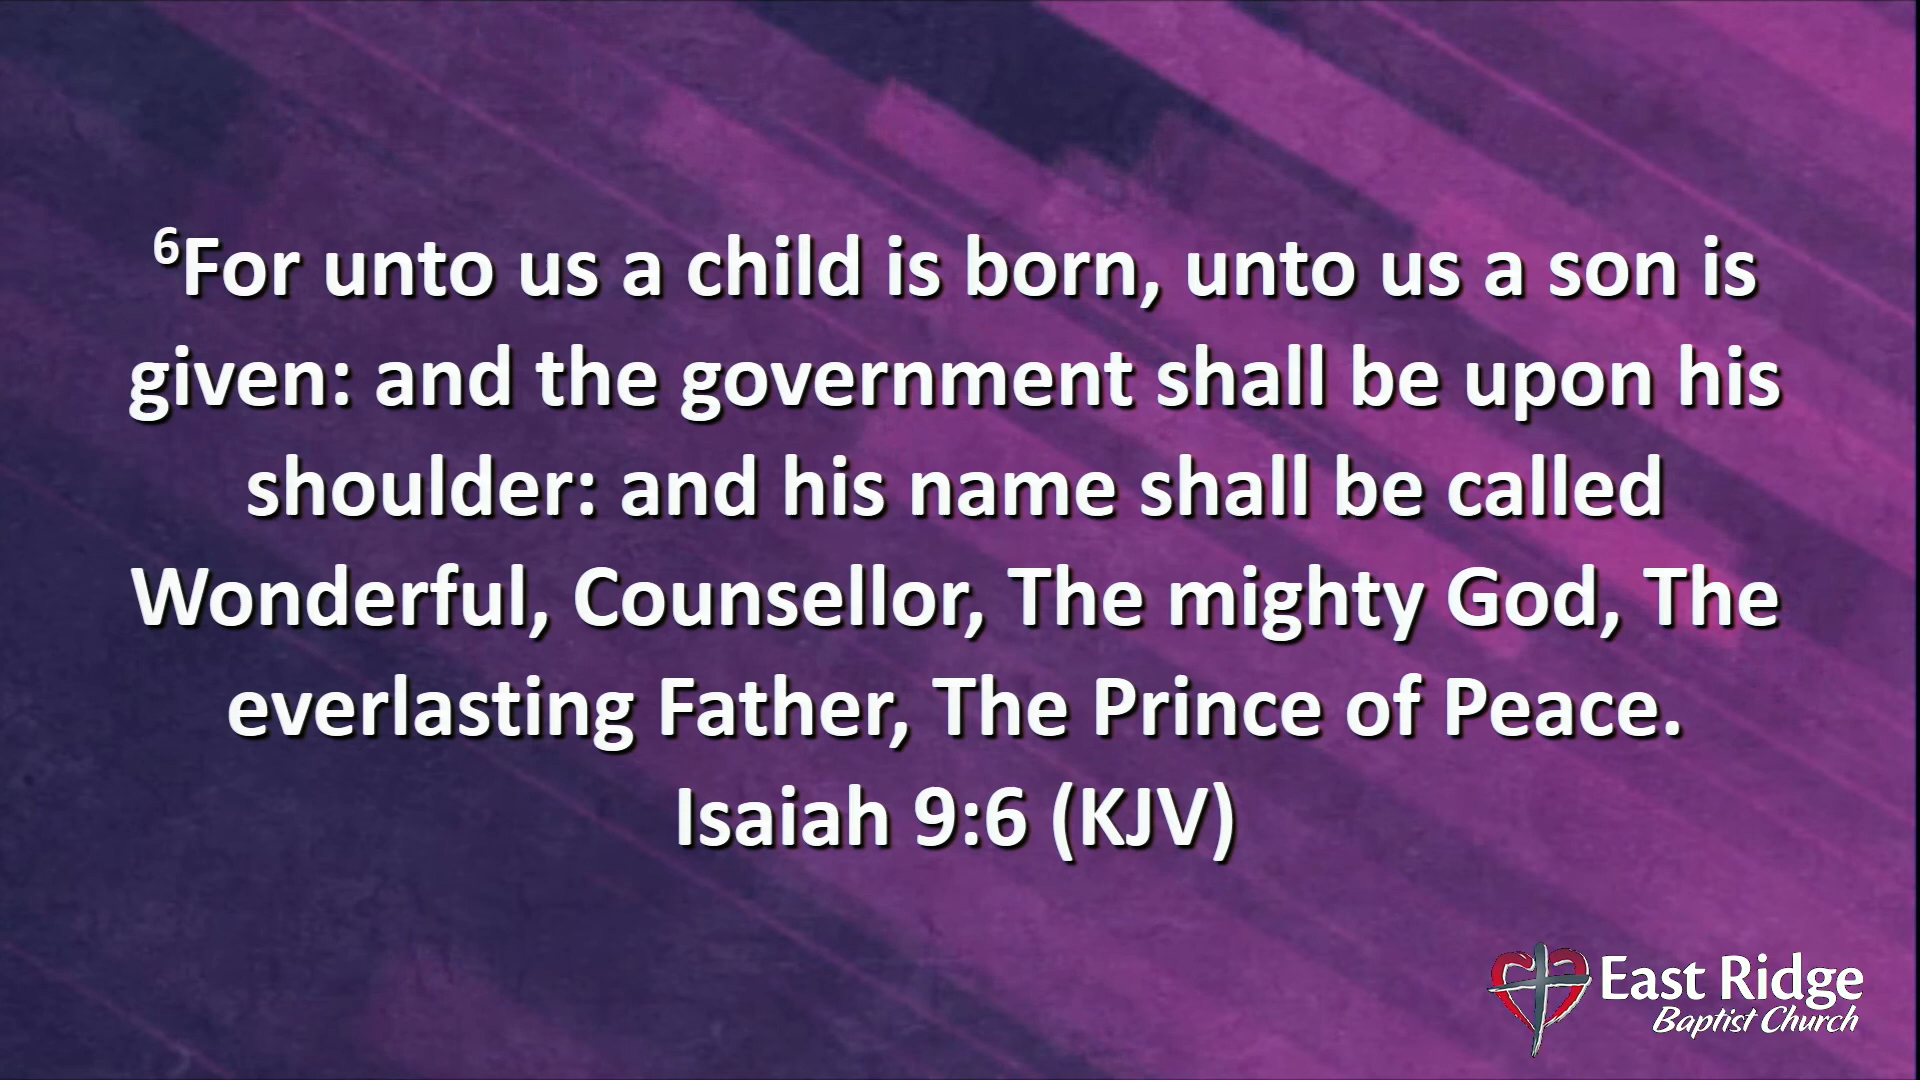 ⁶For unto us a child is born, unto us a son is
given: and the government shall be upon his
shoulder: and his name shall be called
Wonderful, Counsellor, The mighty God, The
everlasting Father, The Prince of Peace.
Isaiah 9:6 (KJV)
East Ridge
Baptist Church